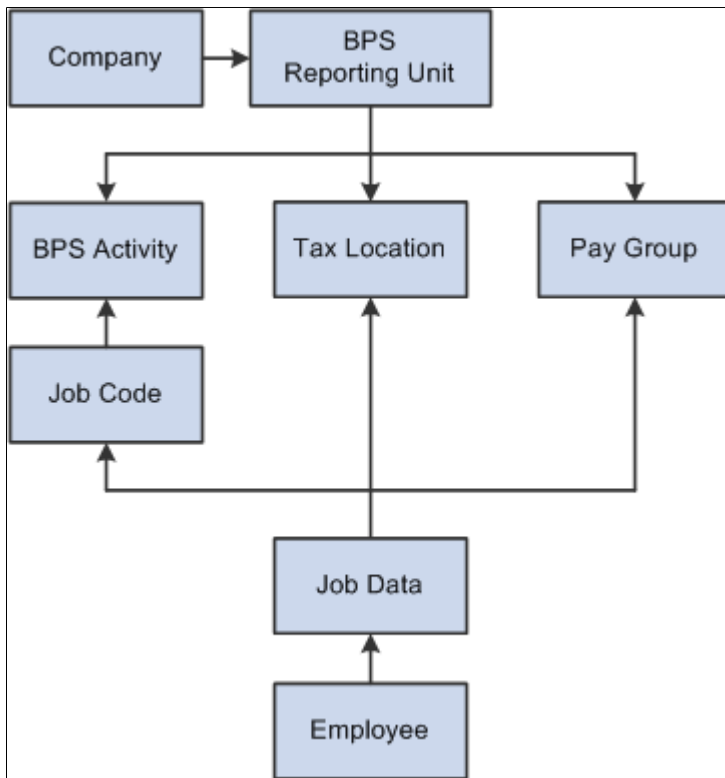 Company
BPS
Reporting Unit
BPS Activity
Tax Location
Pay Group
Job Code
Job Data
Employee